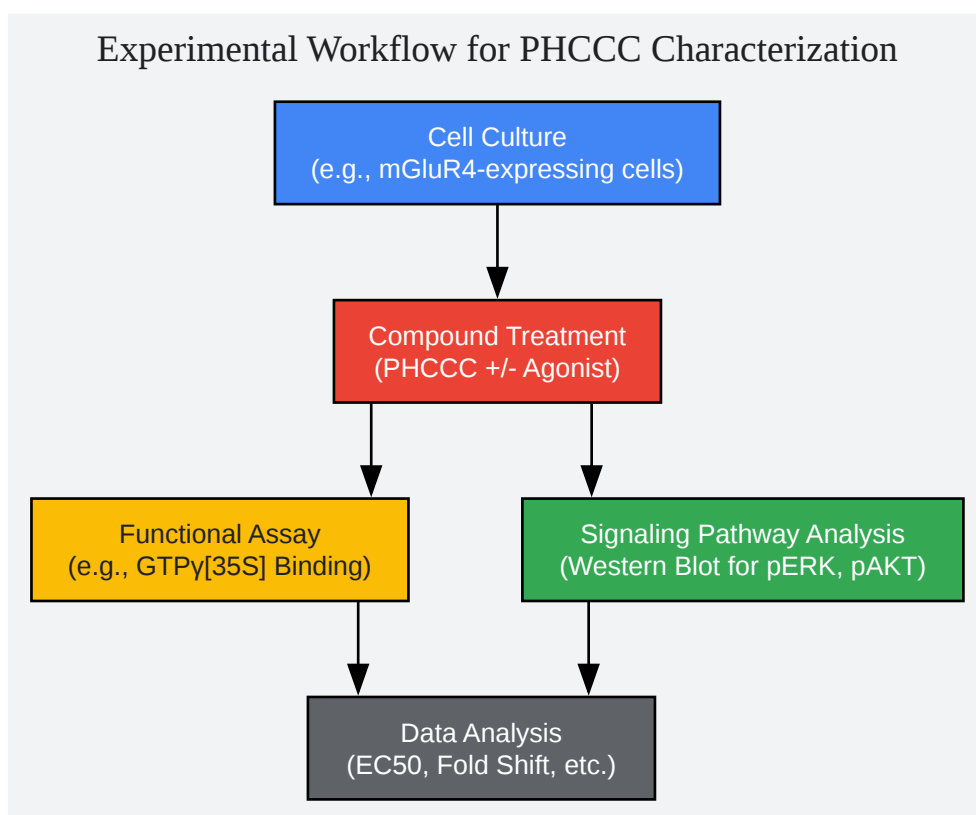 Experimental Workflow for PHCCC Characterization
Cell Culture
(e.g., mGluR4-expressing cells)
Compound Treatment
(PHCCC +/- Agonist)
Functional Assay
(e.g., GTPγ[35S] Binding)
Signaling Pathway Analysis
(Western Blot for pERK, pAKT)
Data Analysis
(EC50, Fold Shift, etc.)